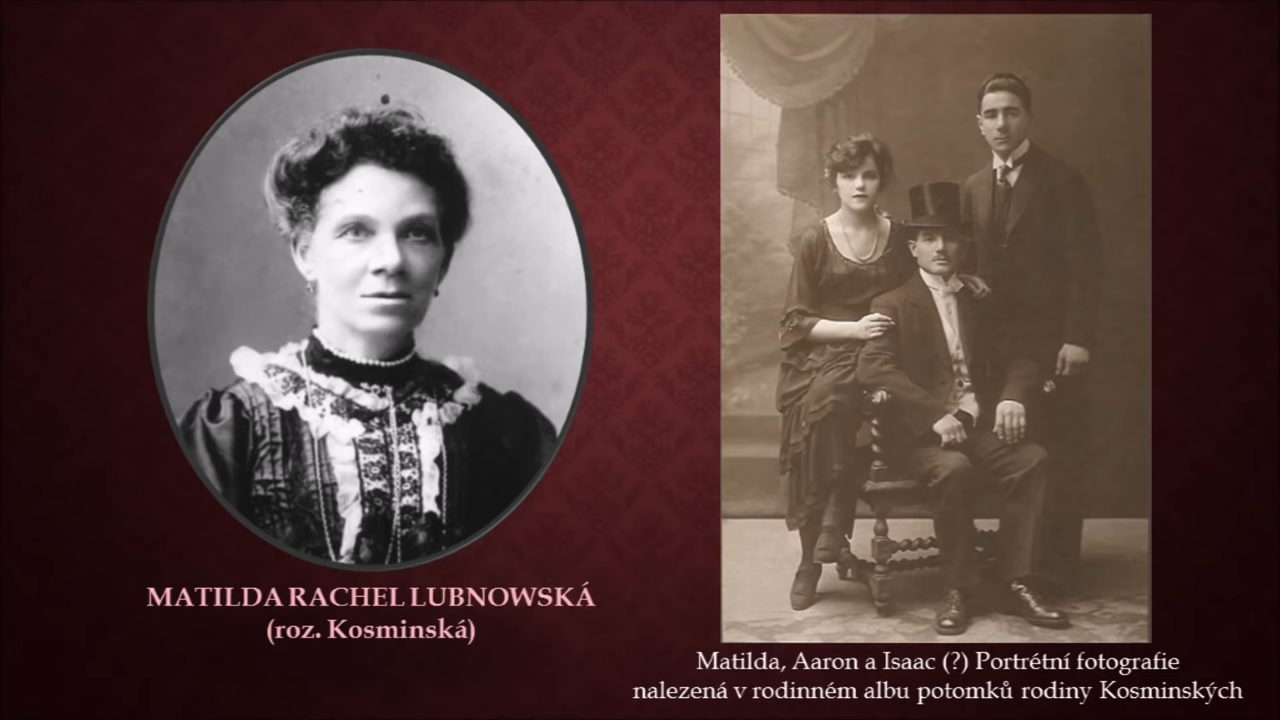 MATILDA RACHEL LUBNOWSKÁ
(roz. Kosminská)
Matilda, Aaron a Isaac (?) Portrétní fotografie
nalezená v rodinném albu potomků rodiny Kosminských